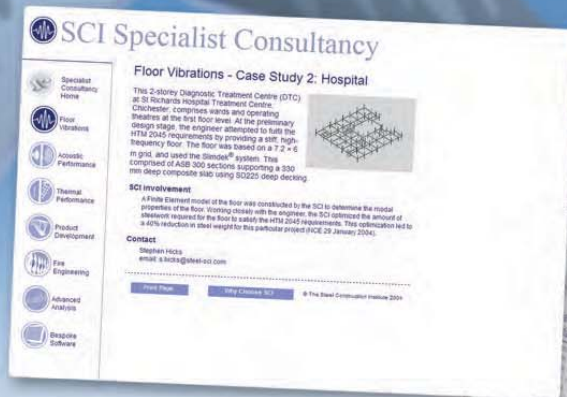 SCI Specialist Consultancy
Specialist
Consultancy
Home
Floor
Vibrations
Acoustic
Performance
Thermal
Performance
Product
Development
Fire
Engineering
Advanced
Analysis
Bespoke
Software
Floor Vibrations - Case Study 2: Hospital
This 2-storey Diagnostic Treatment Centre (DTC)
at St Richards Hospital Treatment Centre,
Chichester, comprises wards and operating
theatres at the first floor level. At the preliminary
design stage, the engineer attempted to fulfil the
HTM 2045 requirements by providing a stiff, high-
frequency floor. The floor was based on a 7.2 × 6
m grid, and used the Slimdek® system. This
comprised of ASB 300 sections supporting a 330
mm deep composite slab using SD225 deep decking.
SCI involvement
A Finite Element model of the floor was constructed by the SCI to determine the modal
properties of the floor. Working closely with the engineer, the SCI optimized the amount of
steelwork required for the floor to satisfy the HTM 2045 requirements. This optimization led to
a 40% reduction in steel weight for this particular project (NCE 29 January 2004).
Contact
Stephen Hicks
email: s.hicks@steel-sci.com
Print Page
Why Choose SCI
© The Steel Construction Institute 2004